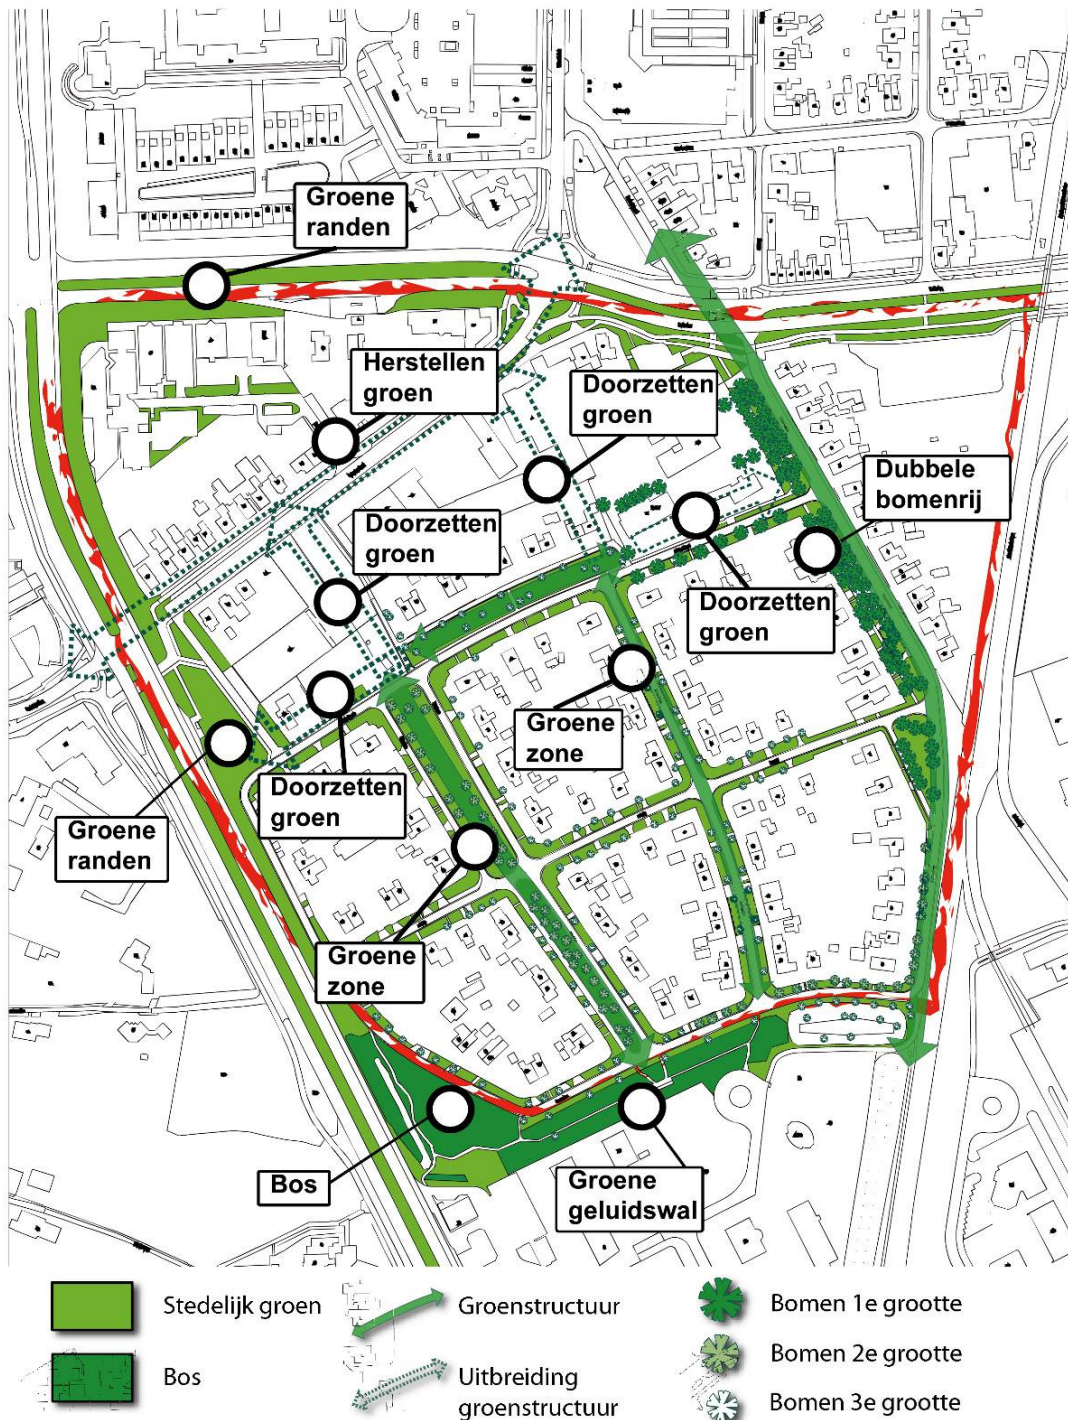 Groene
randen
Herstellen
groen
Doorzetten
groen
Dubbele
bomenrij
Doorzetten
groen
Doorzetten
groen
Groene
zone
Doorzetten
groen
Groene
randen
Groene
zone
Bos
Groene
geluidswal
Stedelijk groen
Groenstructuur
Bomen 1e grootte
Bomen 2e grootte
Bos
Uitbreiding
groenstructuur
Bomen 3e grootte